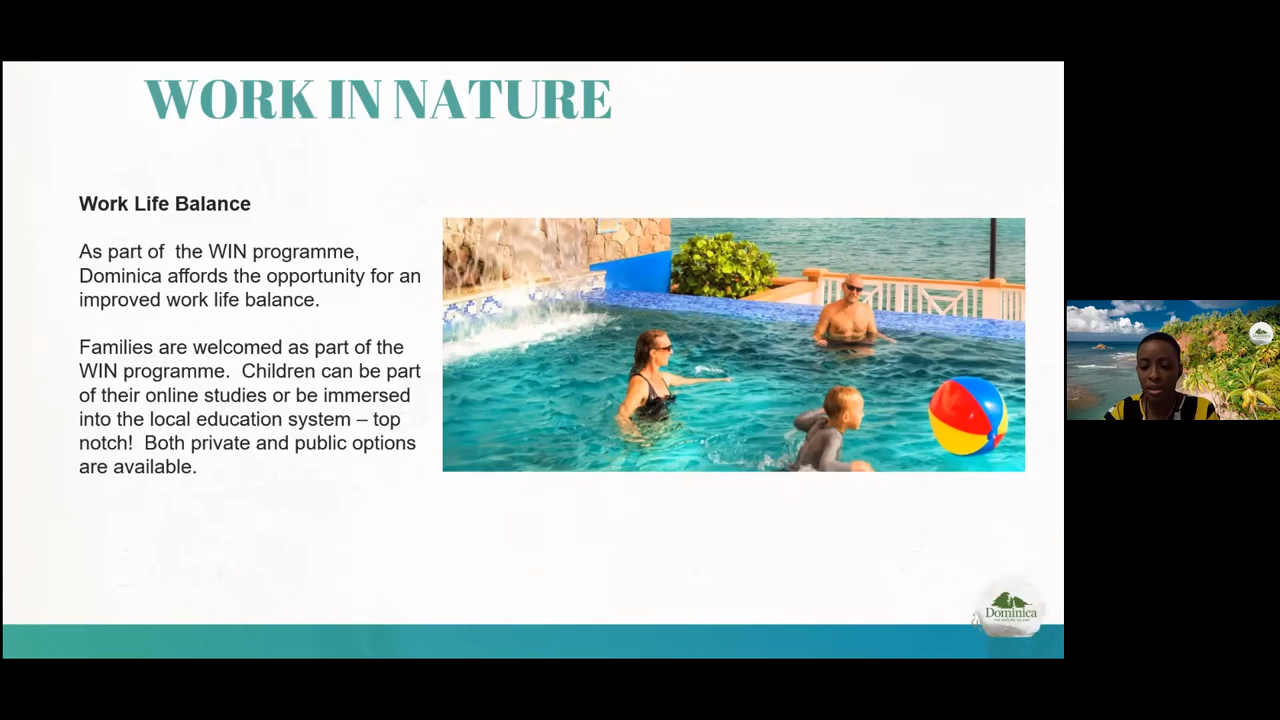 WORK IN NATURE
Work Life Balance
As part of  the WIN programme,
Dominica affords the opportunity for an
improved work life balance.
Families are welcomed as part of the
WIN programme.  Children can be part
of their online studies or be immersed
into the local education system – top
notch!  Both private and public options
are available.
Dominica
THE NATURE ISLAND